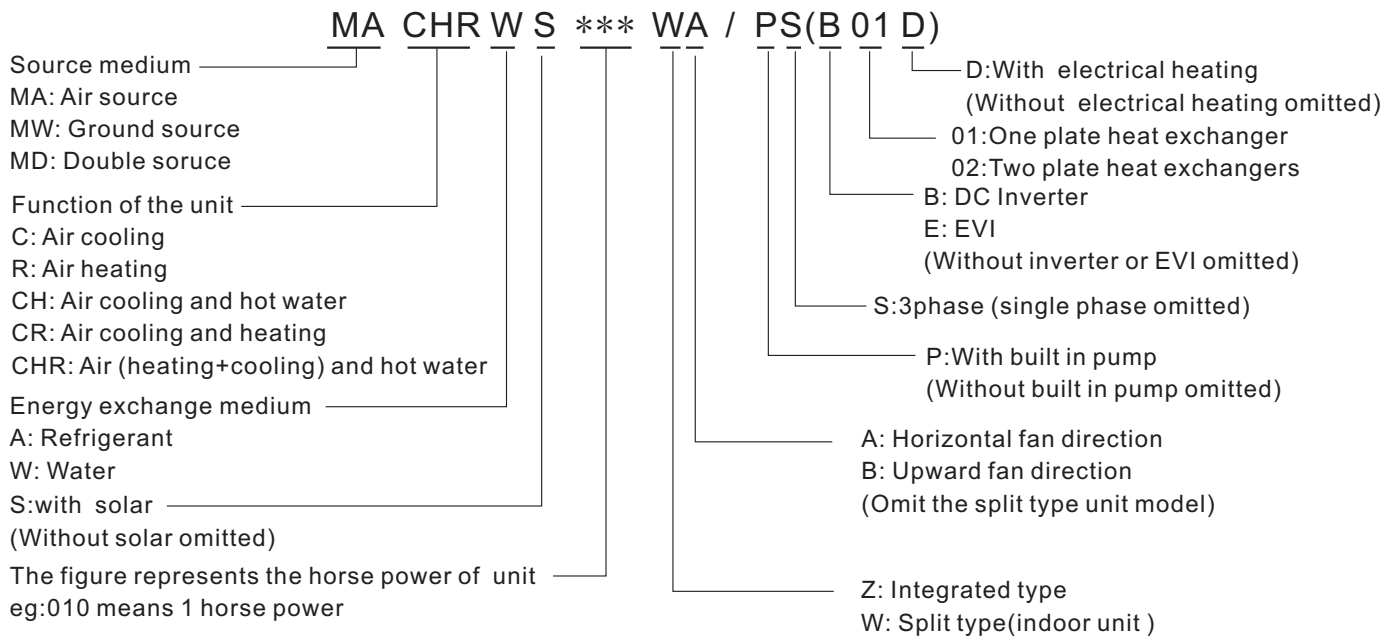 MA CHR W S *** WA / PS(B 01 D)
Source medium
MA: Air source
MW: Ground source
MD: Double soruce
Function of the unit
C: Air cooling
R: Air heating
CH: Air cooling and hot water
CR: Air cooling and heating
CHR: Air (heating+cooling) and hot water
Energy exchange medium
A: Refrigerant
W: Water
S:with solar
(Without solar omitted)
The figure represents the horse power of unit
eg:010 means 1 horse power
D:With electrical heating
(Without electrical heating omitted)
01:One plate heat exchanger
02:Two plate heat exchangers
B: DC Inverter
E: EVI
(Without inverter or EVI omitted)
S:3phase (single phase omitted)
P:With built in pump
(Without built in pump omitted)
A: Horizontal fan direction
B: Upward fan direction
(Omit the split type unit model)
Z: Integrated type
W: Split type(indoor unit )